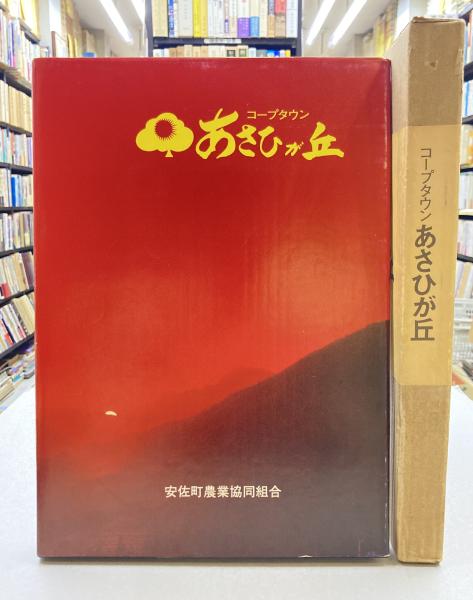 コープタウン
あさひが丘
安佐町農業協同組合
コープタウン あさひが丘